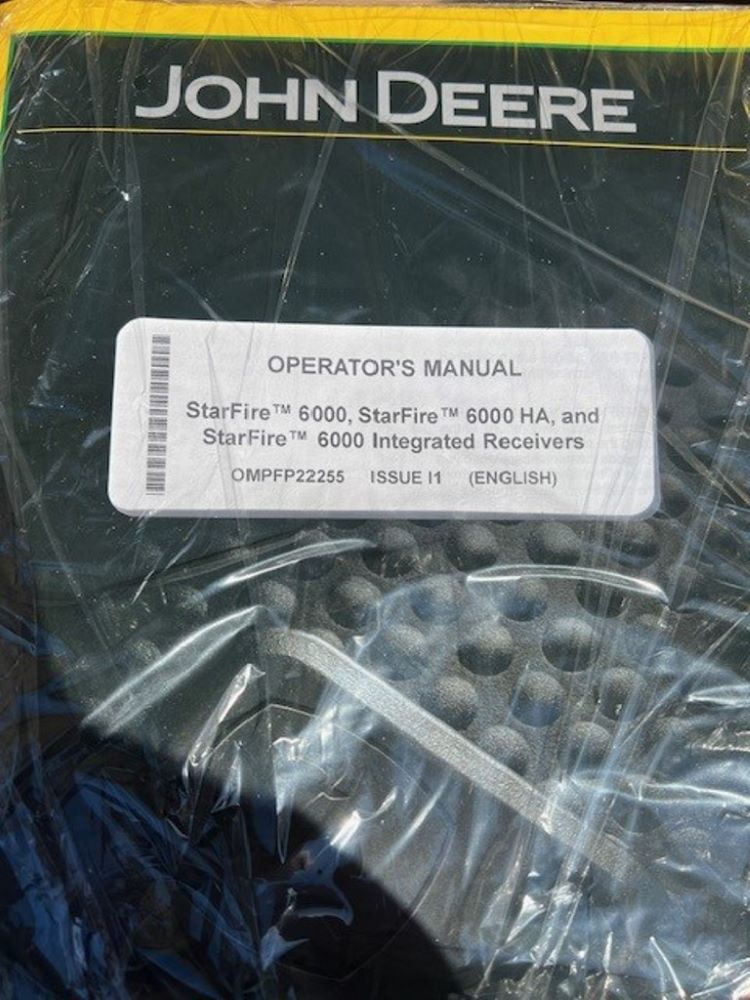 JOHN DEERE
OPERATOR'S MANUAL
StarFire™ 6000, StarFire™ 6000 HA, and
StarFire™ 6000 Integrated Receivers
OMPFP22255 ISSUE I1 (ENGLISH)